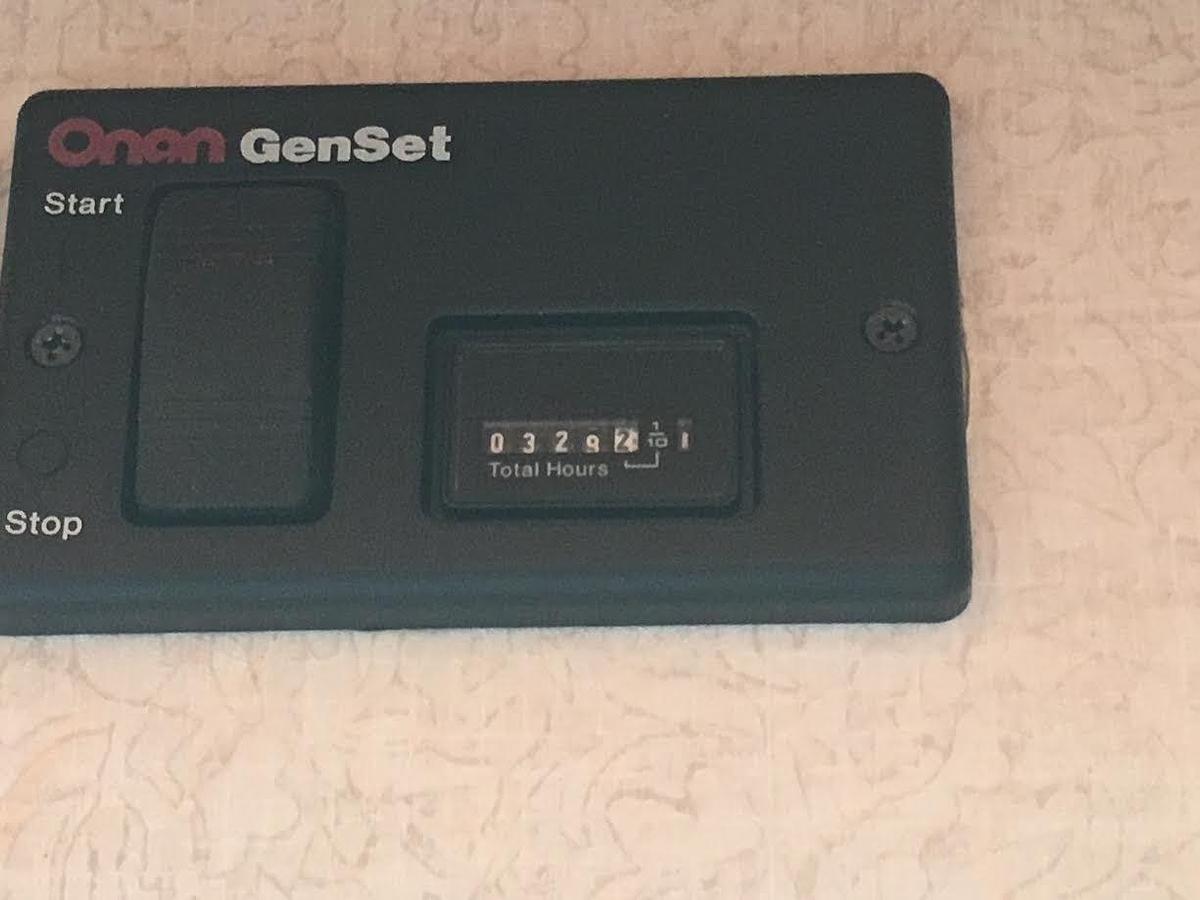 Onan GenSet
Start
0 3 2 9 2 1/10
Total Hours
Stop